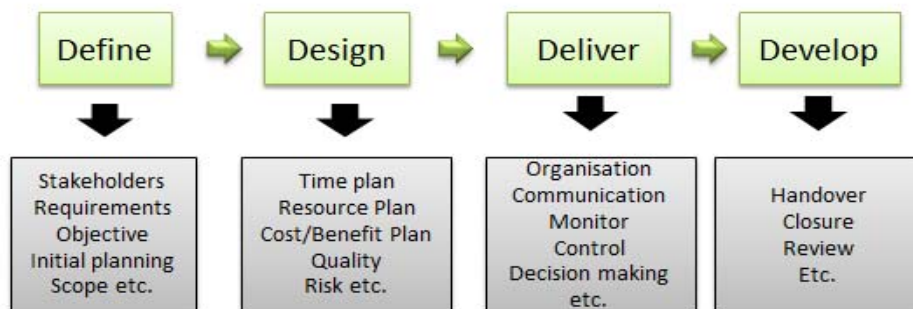 Define
Design
Deliver
Develop
Stakeholders
Requirements
Objective
Initial planning
Scope etc.
Time plan
Resource Plan
Cost/Benefit Plan
Quality
Risk etc.
Organisation
Communication
Monitor
Control
Decision making
etc.
Handover
Closure
Review
Etc.